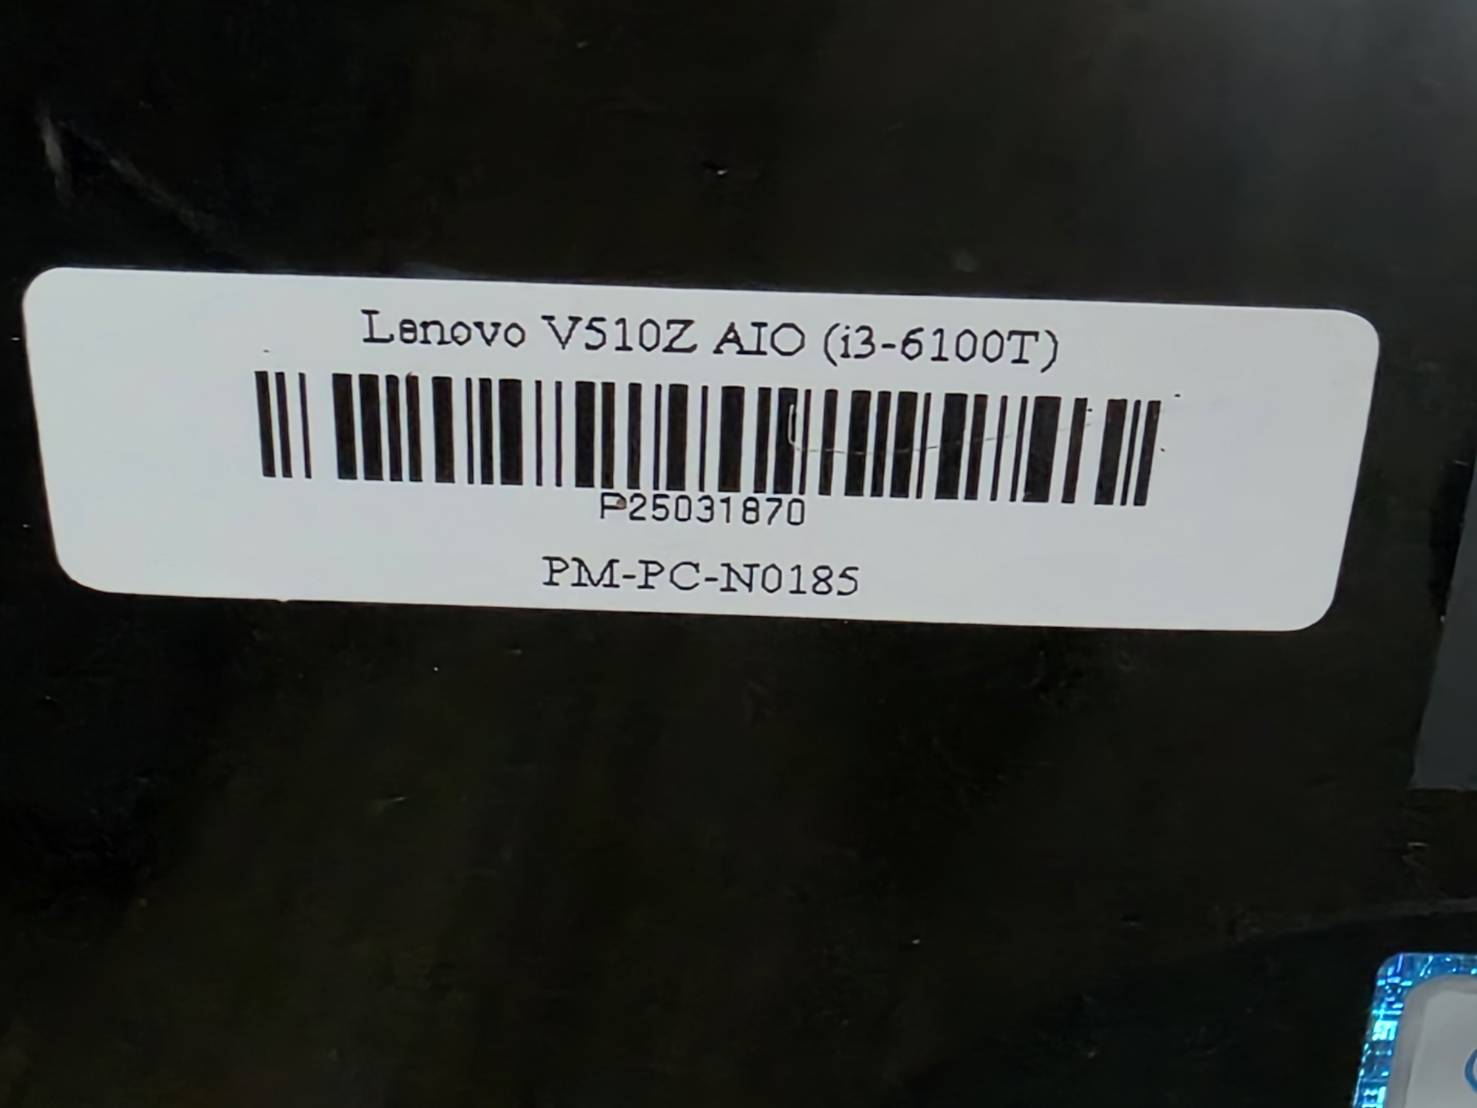 Lenovo V510Z AIO (i3-6100T)
P25031870
PM-PC-N0185